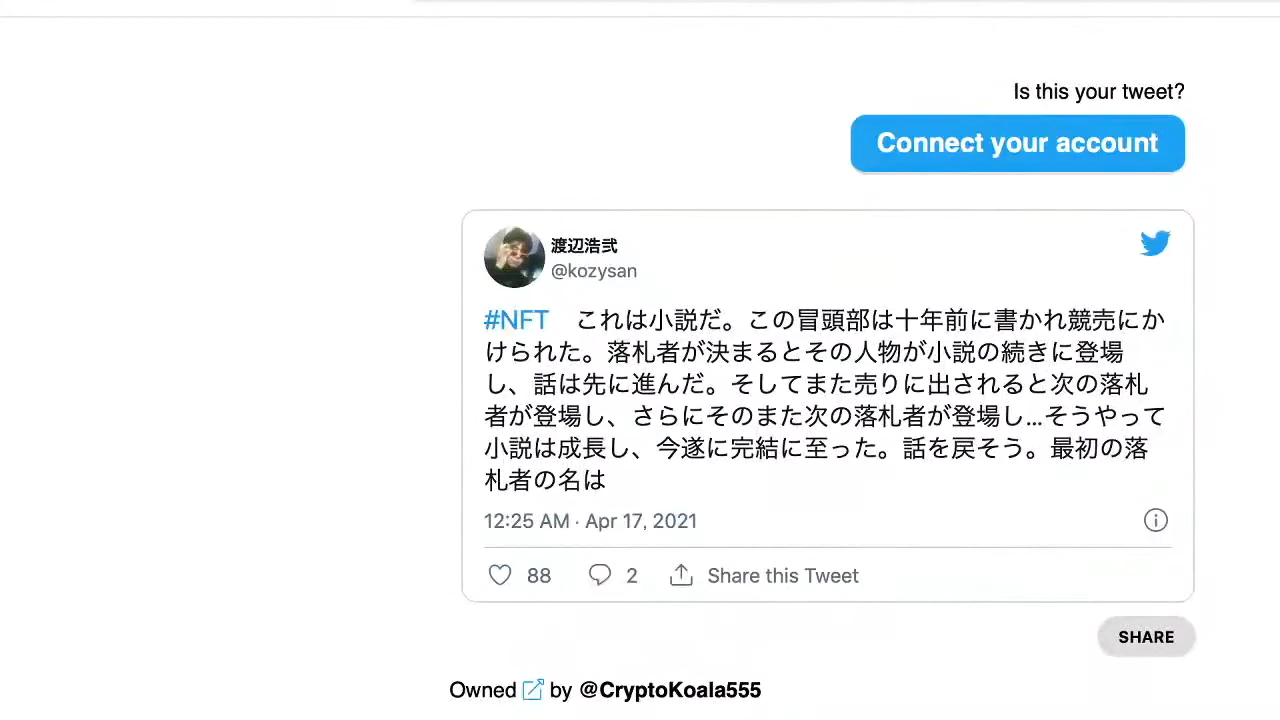 Is this your tweet?
Connect your account
渡辺浩弐
@kozysan
#NFT　これは小説だ。この冒頭部は十年前に書かれ競売にか
けられた。落札者が決まるとその人物が小説の続きに登場
し、話は先に進んだ。そしてまた売りに出されると次の落札
者が登場し、さらにそのまた次の落札者が登場し...そうやって
小説は成長し、今遂に完結に至った。話を戻そう。最初の落
札者の名は
12:25 AM · Apr 17, 2021
88 2 Share this Tweet
SHARE
Owned by @CryptoKoala555